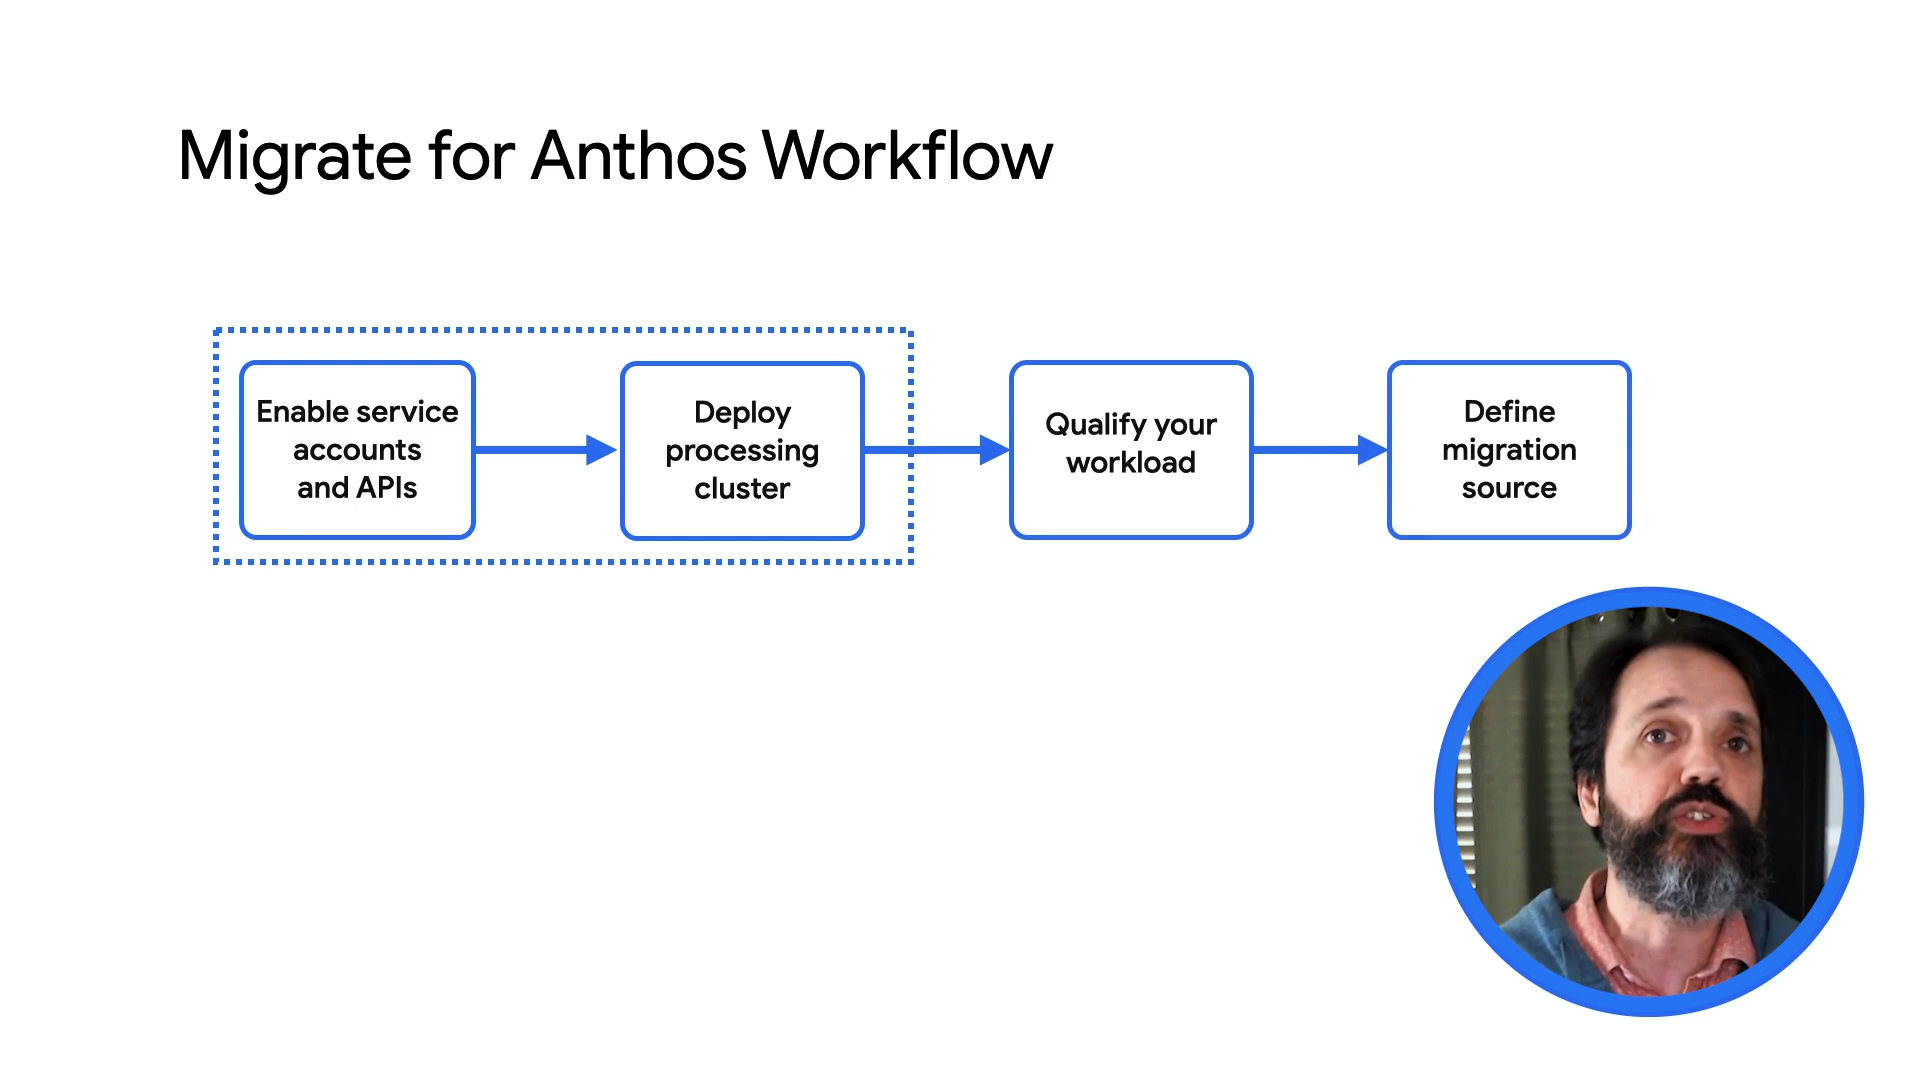 Migrate for Anthos Workflow
Enable service
accounts
and APIs
Deploy
processing
cluster
Qualify your
workload
Define
migration
source